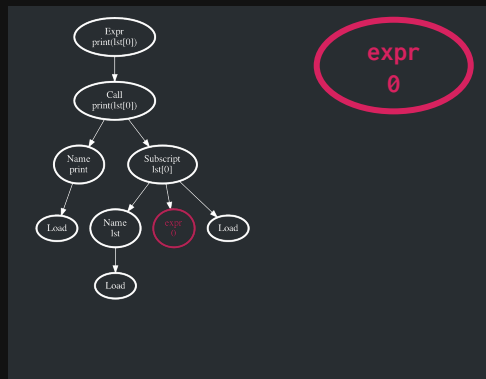 Expr
print(lst[0])
expr
0
Call
print(lst[0])
Name
print
Subscript
lst[0]
Load
Name
lst
expr
0
Load
Load